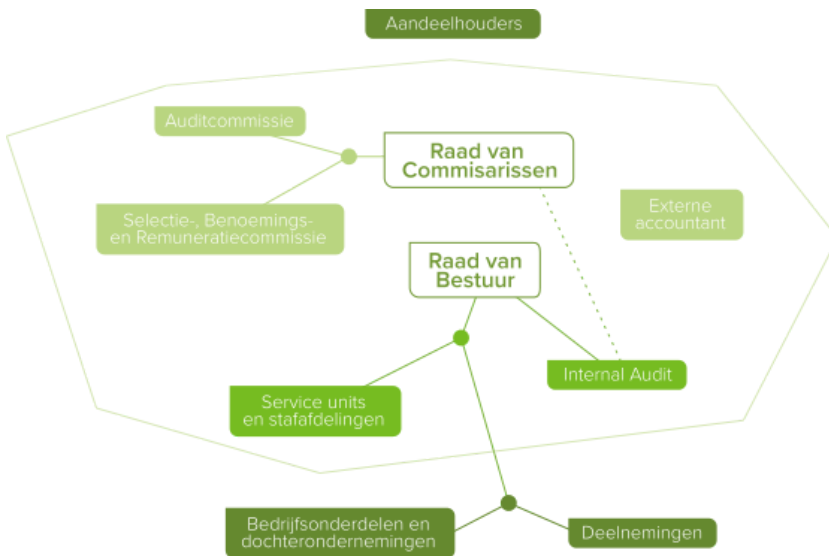 Aandeelhouders
Auditcommissie
Raad van
Commisarissen
Selectie-, Benoemings-
en Remuneratiecommissie
Externe
accountant
Raad van
Bestuur
Internal Audit
Service units
en stafafdelingen
Bedrijfsonderdelen en
dochterondernemingen
Deelnemingen